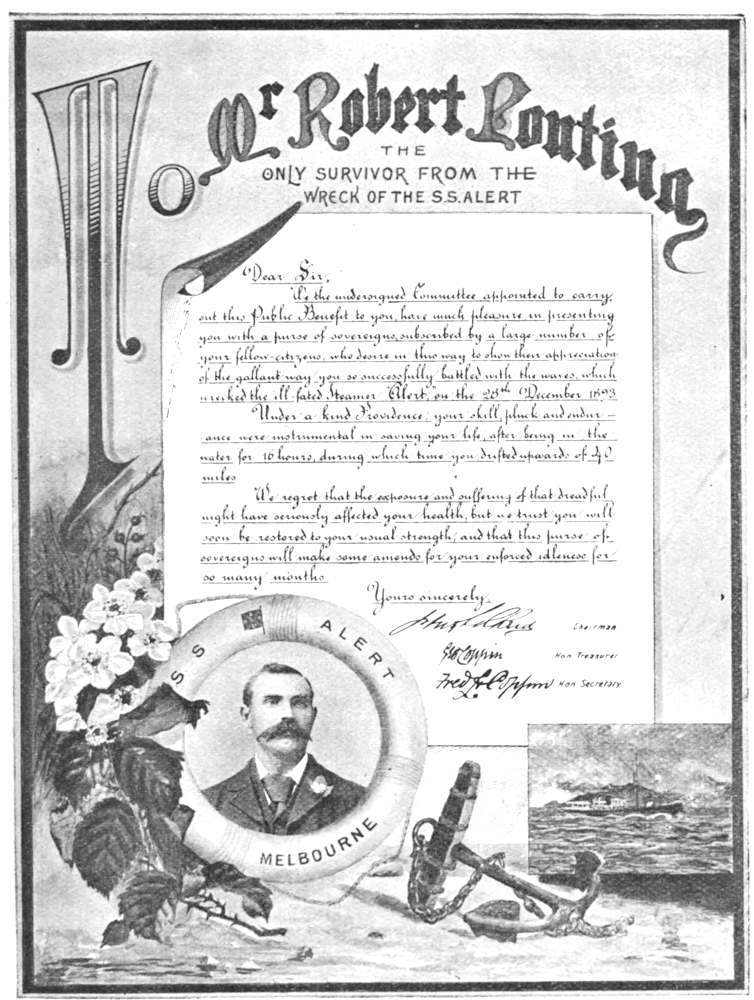 To Mr Robert Ponting
THE
ONLY SURVIVOR FROM THE
WRECK OF THE S.S. ALERT
Dear Sir,
We the undersigned Committee appointed to carry
out this Public Benefit to you, have much pleasure in presenting
you with a purse of sovereigns, subscribed by a large number of
your fellow-citizens, who desire in this way to show their appreciation
of the gallant way you so successfully battled with the waves, which
wrecked the ill-fated Steamer "Alert," on the 28th December 1893
Under a kind Providence, your skill, pluck and endur-
ance were instrumental in saving your life, after being in the
water for 16 hours, during which time you drifted upwards of 40
miles
We regret that the exposure and suffering of that dreadful
night have seriously affected your health, but we trust you will
soon be restored to your usual strength, and that this purse of
sovereigns will make some amends for your enforced idleness for
so many months
Yours sincerely,
Chairman
Geo Coppin Hon Treasurer
Fred Coppin Hon Secretary
SS ALERT
MELBOURNE